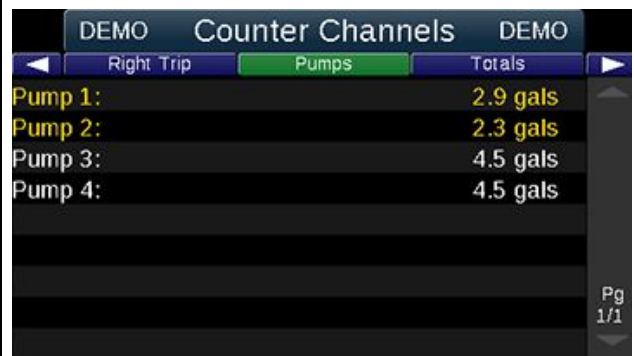 DEMO Counter Channels DEMO
Right Trip Pumps Totals
Pump 1: 2.9 gals
Pump 2: 2.3 gals
Pump 3: 4.5 gals
Pump 4: 4.5 gals
Pg
1/1